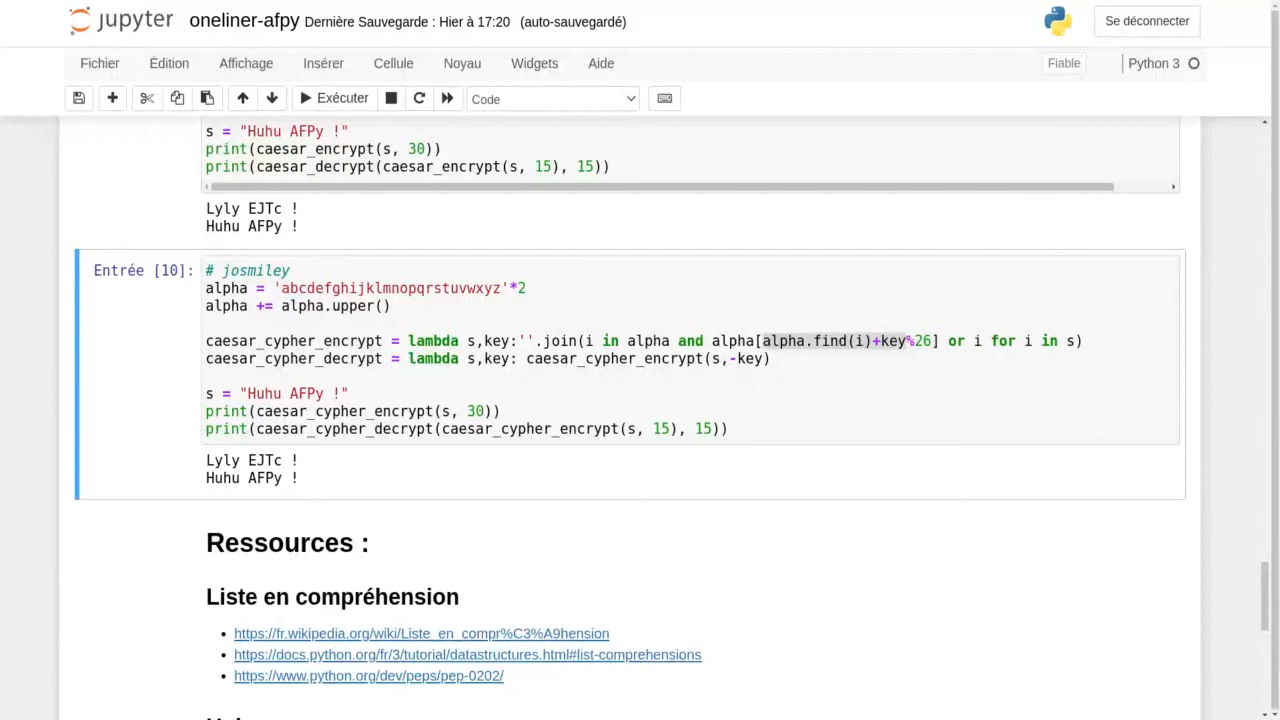 jupyter oneliner-afpy Dernière Sauvegarde : Hier à 17:20 (auto-sauvegardé) Se déconnecter
Fichier Édition Affichage Insérer Cellule Noyau Widgets Aide Fiable Python 3
Exécuter Code
s = "Huhu AFPy !"
print(caesar_encrypt(s, 30))
print(caesar_decrypt(caesar_encrypt(s, 15), 15))
Lyly EJTc !
Huhu AFPy !
Entrée [10]: # josmiley
alpha = 'abcdefghijklmnopqrstuvwxyz'*2
alpha += alpha.upper()
caesar_cypher_encrypt = lambda s,key:''.join(i in alpha and alpha[alpha.find(i)+key%26] or i for i in s)
caesar_cypher_decrypt = lambda s,key: caesar_cypher_encrypt(s,-key)
s = "Huhu AFPy !"
print(caesar_cypher_encrypt(s, 30))
print(caesar_cypher_decrypt(caesar_cypher_encrypt(s, 15), 15))
Lyly EJTc !
Huhu AFPy !
Ressources :
Liste en compréhension
https://fr.wikipedia.org/wiki/Liste_en_compr%C3%A9hension
https://docs.python.org/fr/3/tutorial/datastructures.html#list-comprehensions
https://www.python.org/dev/peps/pep-0202/